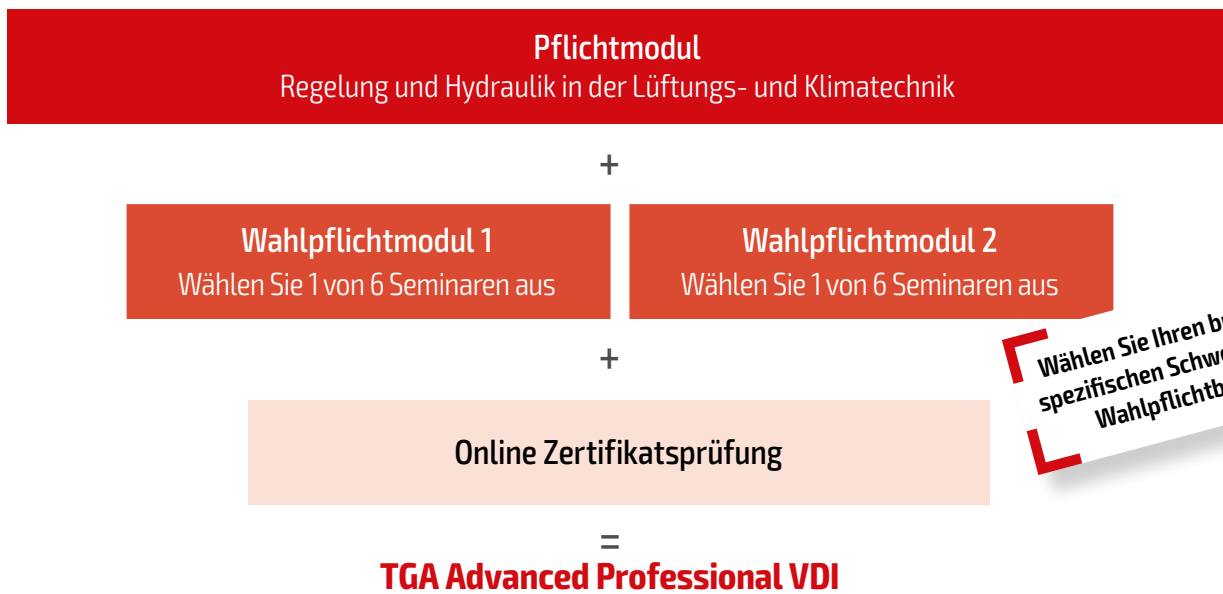 Pflichtmodul
Regelung und Hydraulik in der Lüftungs- und Klimatechnik
+
Wahlpflichtmodul 1
Wählen Sie 1 von 6 Seminaren aus
Wahlpflichtmodul 2
Wählen Sie 1 von 6 Seminaren aus
+
Wählen Sie Ihren
spezifischen
Online Zertifikatsprüfung
=
TGA Advanced Professional VDI